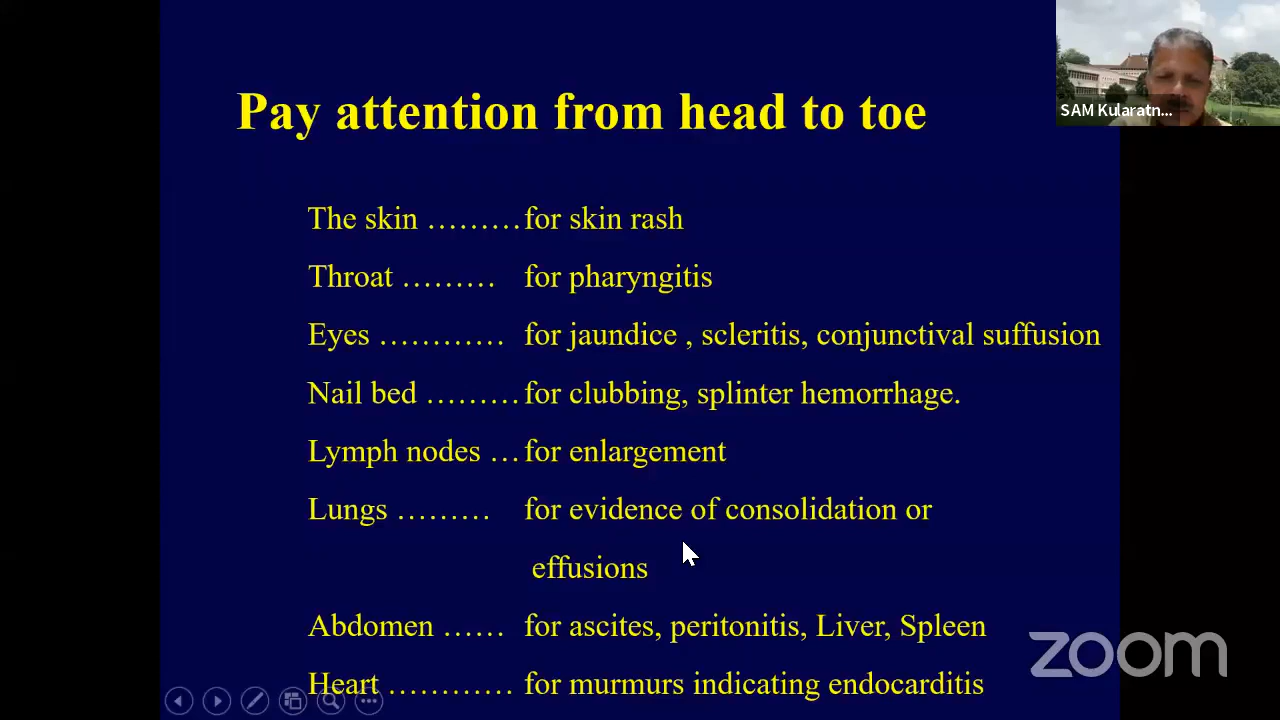 Pay attention from head to toe
SAM Kularatn...
The skin ……… for skin rash
Throat ……… for pharyngitis
Eyes ………… for jaundice , scleritis, conjunctival suffusion
Nail bed ……… for clubbing, splinter hemorrhage.
Lymph nodes … for enlargement
Lungs ……… for evidence of consolidation or
effusions
Abdomen …… for ascites, peritonitis, Liver, Spleen
Heart ………… for murmurs indicating endocarditis
zoom